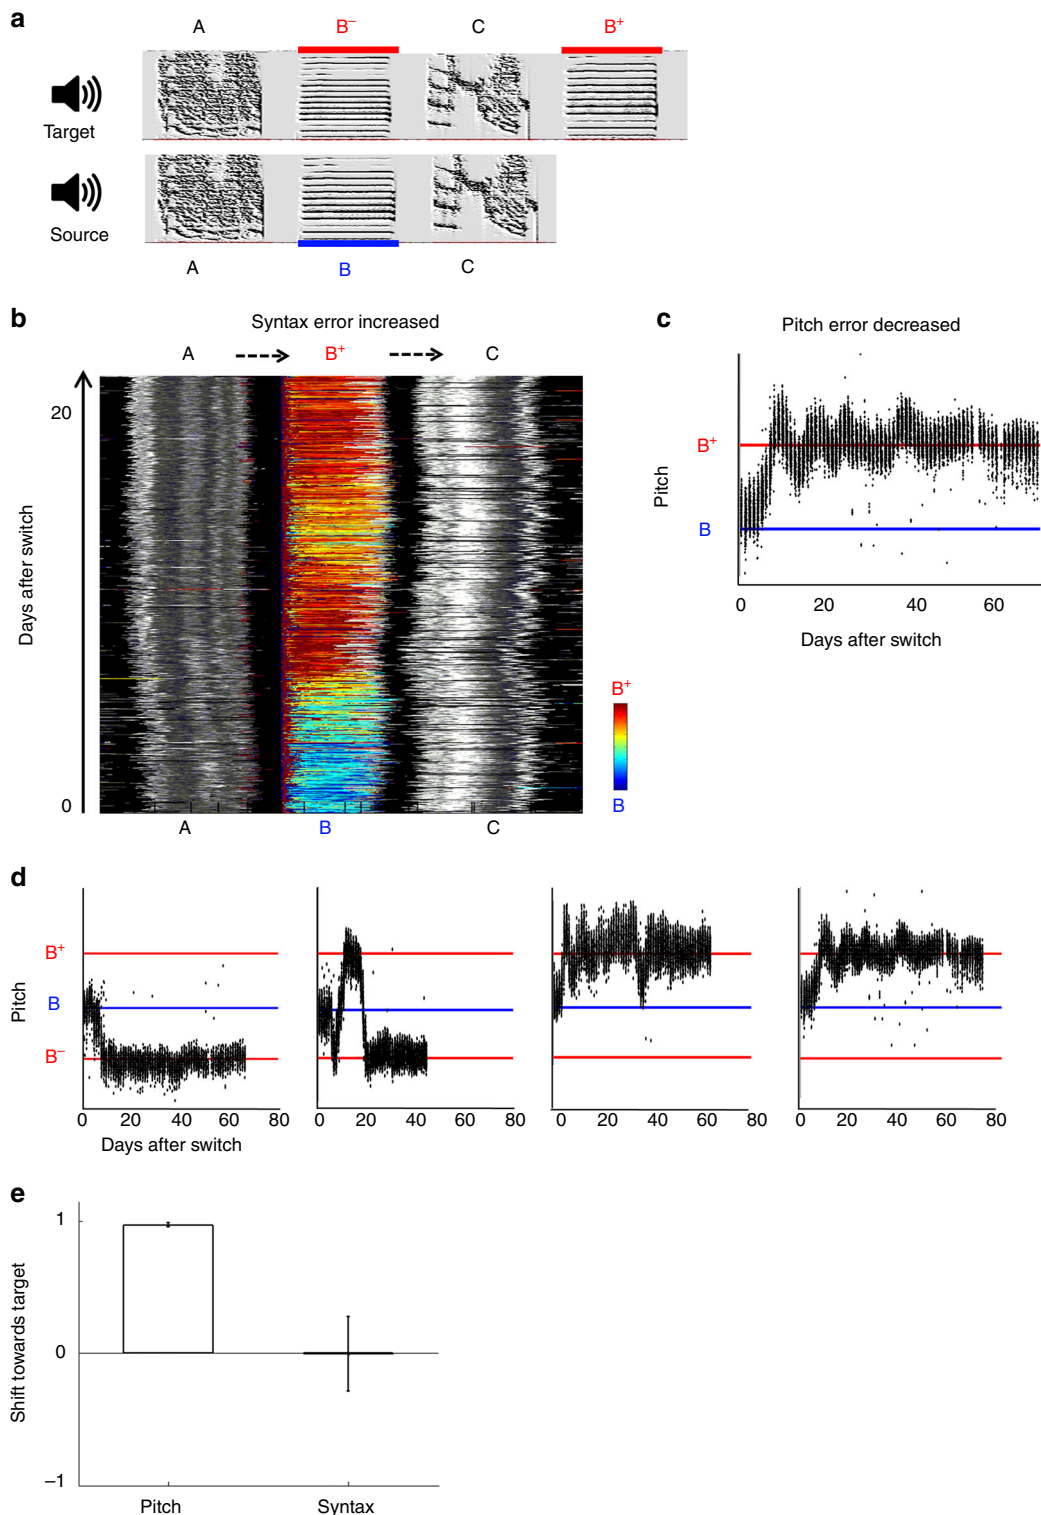 a
A B− C B+
Target
Source
A B C
b
Syntax error increased
A B+ C
20
Days after switch
0
A B C
B+
B
c
Pitch error decreased
B+
Pitch
B
0 20 40 60
Days after switch
d
B+
Pitch
B
B−
0 20 40 60 80
0 20 40 60 80
0 20 40 60 80
0 20 40 60 80
Days after switch
e
1
Shift towards target
0
−1
Pitch Syntax